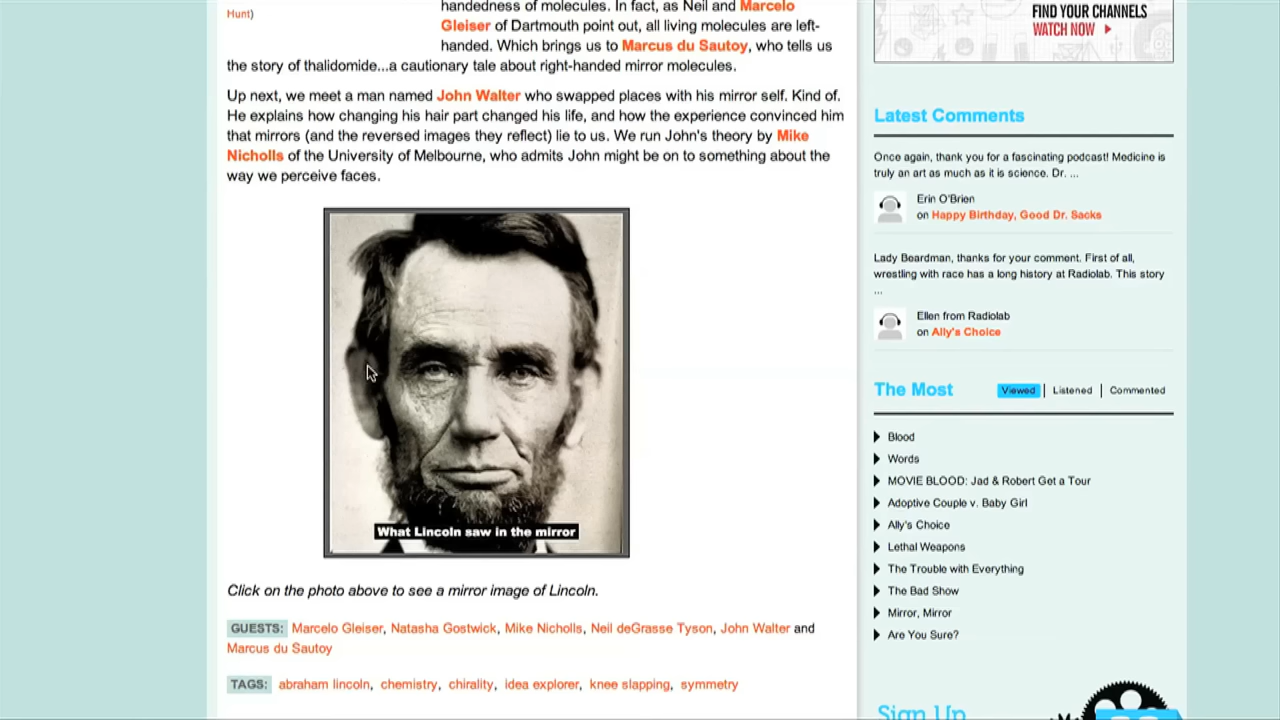 handedness of molecules. In fact, as Neil and Marcelo
Hunt)
Gleiser of Dartmouth point out, all living molecules are left-
handed. Which brings us to Marcus du Sautoy, who tells us
the story of thalidomide...a cautionary tale about right-handed mirror molecules.
Up next, we meet a man named John Walter who swapped places with his mirror self. Kind of.
He explains how changing his hair part changed his life, and how the experience convinced him
that mirrors (and the reversed images they reflect) lie to us. We run John's theory by Mike
Nicholls of the University of Melbourne, who admits John might be on to something about the
way we perceive faces.
What Lincoln saw in the mirror
Click on the photo above to see a mirror image of Lincoln.
GUESTS: Marcelo Gleiser, Natasha Gostwick, Mike Nicholls, Neil deGrasse Tyson, John Walter and
Marcus du Sautoy
TAGS: abraham lincoln, chemistry, chirality, idea explorer, knee slapping, symmetry
FIND YOUR CHANNELS
WATCH NOW
Latest Comments
Once again, thank you for a fascinating podcast! Medicine is
truly an art as much as it is science. Dr. ...
Erin O'Brien
on Happy Birthday, Good Dr. Sacks
Lady Beardman, thanks for your comment. First of all,
wrestling with race has a long history at Radiolab. This story
...
Ellen from Radiolab
on Ally's Choice
The Most Viewed | Listened | Commented
Blood
Words
MOVIE BLOOD: Jad & Robert Get a Tour
Adoptive Couple v. Baby Girl
Ally's Choice
Lethal Weapons
The Trouble with Everything
The Bad Show
Mirror, Mirror
Are You Sure?
Sign Up